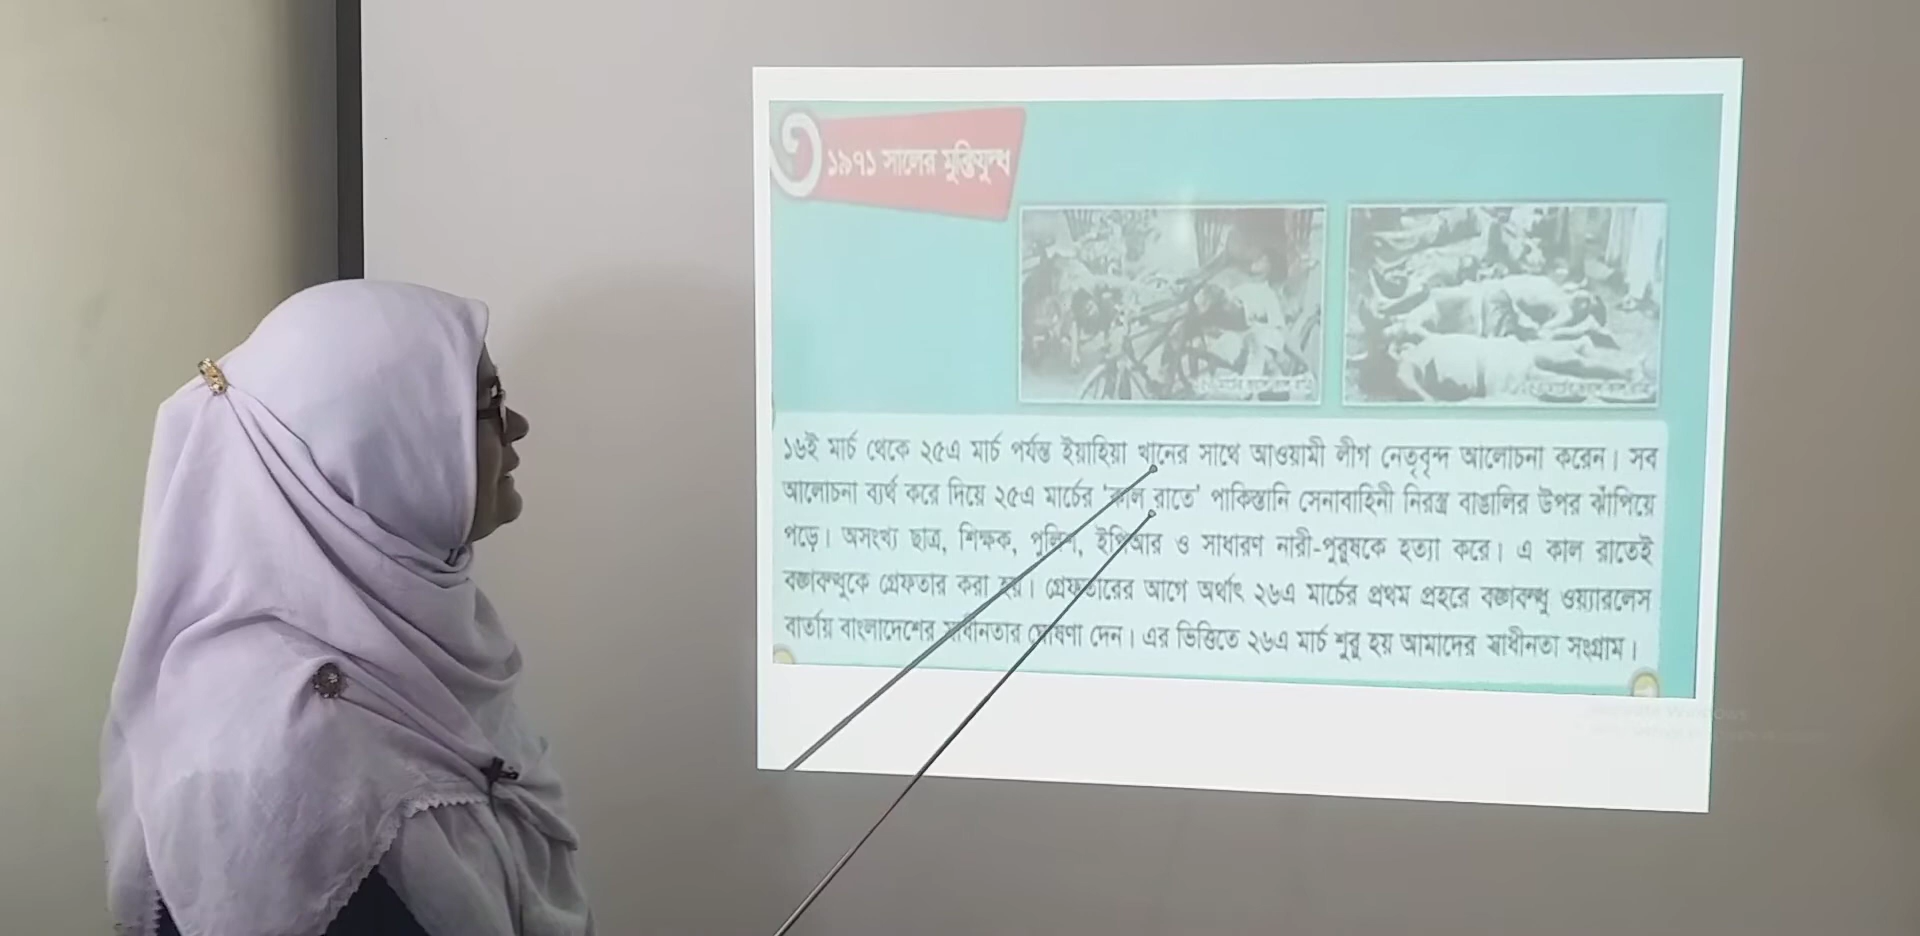 ৩
১৯৭১ সালের মুক্তিযুদ্ধ
১৬ই মার্চ থেকে ২৫এ মার্চ পর্যন্ত ইয়াহিয়া খানের সাথে আওয়ামী লীগ নেতৃবৃন্দ আলোচনা করেন। সব
আলোচনা ব্যর্থ করে দিয়ে ২৫এ মার্চের ‘কাল রাতে’ পাকিস্তানি সেনাবাহিনী নিরস্ত্র বাঙালির উপর ঝাঁপিয়ে
পড়ে। অসংখ্য ছাত্র, শিক্ষক, পুলিশ, ইপিআর ও সাধারণ নারী-পুরুষকে হত্যা করে। এ কাল রাতেই
বঙ্গবন্ধুকে গ্রেফতার করা হয়। গ্রেফতারের আগে অর্থাৎ ২৬এ মার্চের প্রথম প্রহরে বঙ্গবন্ধু ওয়্যারলেস
বার্তায় বাংলাদেশের স্বাধীনতার ঘোষণা দেন। এর ভিত্তিতে ২৬এ মার্চ শুরু হয় আমাদের স্বাধীনতা সংগ্রাম।